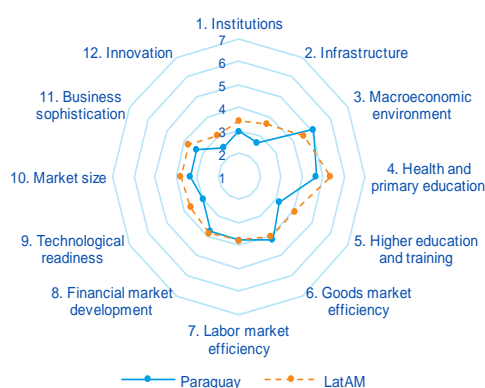 1. Institutions
2. Infrastructure
3. Macroeconomic
environment
4. Health and
primary education
5. Higher education
and training
6. Goods market
efficiency
7. Labor market
efficiency
8. Financial market
development
9. Technological
readiness
10. Market size
11. Business
sophistication
12. Innovation
7
6
5
4
3
2
1
Paraguay
LatAM